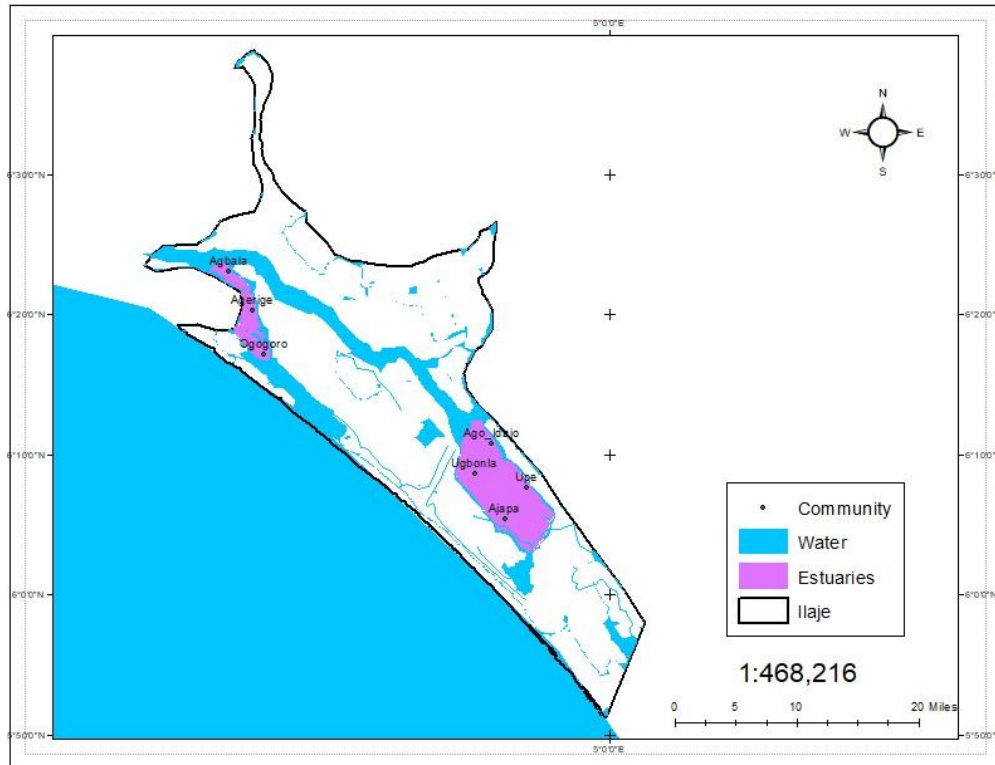 5°0'0"E
N
W E
S
6°30'0"N 6°30'0"N
Agbala
Agerige
6°20'0"N 6°20'0"N
Ogogoro
Ago_Idajo
6°10'0"N 6°10'0"N
Ugbonla
Upe
Ajapa
Community
Water
Estuaries
Ilaje
6°0'0"N 6°0'0"N
1:468,216
0 5 10 20 Miles
5°50'0"N 5°50'0"N
5°0'0"E